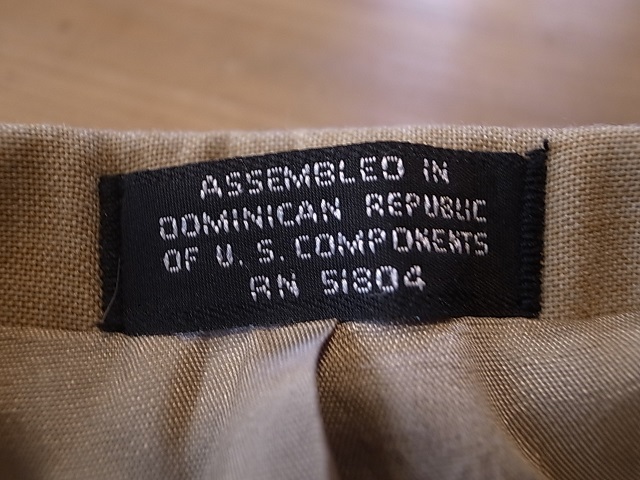 ASSEMBLED IN
DOMINICAN REPUBLIC
OF U.S. COMPONENTS
RN 51804